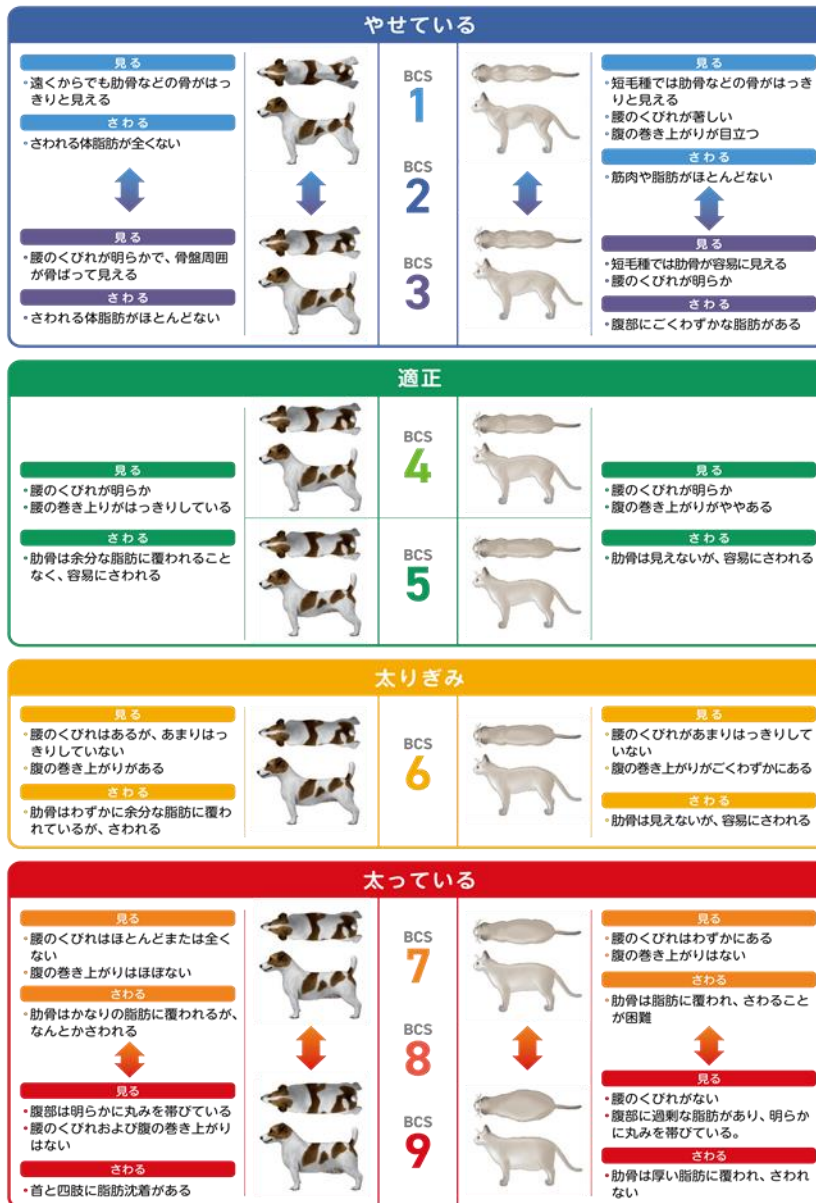 やせている
見る
・遠くからでも肋骨などの骨がはっ
きりと見える
さわる
・さわれる体脂肪が全くない
見る
・腰のくびれが明らかで、骨盤周囲
が骨ばって見える
さわる
・さわれる体脂肪がほとんどない
BCS
1
BCS
2
BCS
3
見る
・短毛種では肋骨などの骨がはっき
りと見える
・腰のくびれが著しい
・腹の巻き上がりが目立つ
さわる
・筋肉や脂肪がほとんどない
見る
・短毛種では肋骨が容易に見える
・腰のくびれが明らか
さわる
・腹部にごくわずかな脂肪がある
適正
見る
・腰のくびれが明らか
・腰の巻き上りがはっきりしている
さわる
・肋骨は余分な脂肪に覆われること
なく、容易にさわれる
BCS
4
BCS
5
見る
・腰のくびれが明らか
・腹の巻き上がりがややある
さわる
・肋骨は見えないが、容易にさわれる
太りぎみ
見る
・腰のくびれはあるが、あまりはっ
きりしていない
・腹の巻き上がりがある
さわる
・肋骨はわずかに余分な脂肪に覆わ
れているが、さわれる
BCS
6
見る
・腰のくびれがあまりはっきりして
いない
・腹の巻き上がりがごくわずかにある
さわる
・肋骨は見えないが、容易にさわれる
太っている
見る
・腰のくびれはほとんどまたは全く
ない
・腹の巻き上がりはほぼない
さわる
・肋骨はかなりの脂肪に覆われるが、
なんとかさわれる
見る
・腹部は明らかに丸みを帯びている
・腰のくびれおよび腹の巻き上がり
はない
さわる
・首と四肢に脂肪沈着がある
BCS
7
BCS
8
BCS
9
見る
・腰のくびれはわずかにある
・腹の巻き上がりはない
さわる
・肋骨は脂肪に覆われ、さわること
が困難
見る
・腰のくびれがない
・腹部に過剰な脂肪があり、明らか
に丸みを帯びている。
さわる
・肋骨は厚い脂肪に覆われ、さわれ
ない